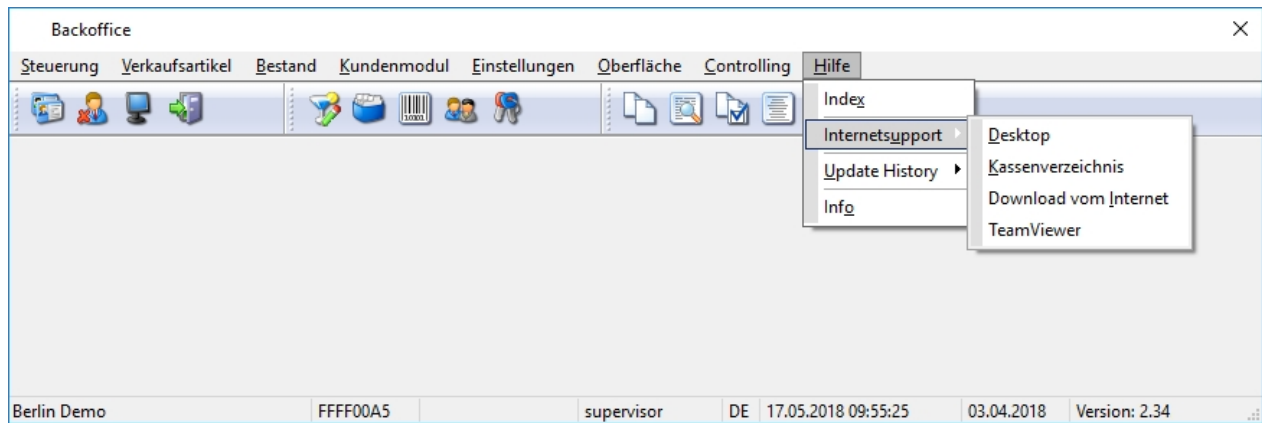 Backoffice
Steuerung Verkaufsartikel Bestand Kundenmodul Einstellungen Oberfläche Controlling Hilfe
Index
Internetsupport
Update History
Info
Desktop
Kassenverzeichnis
Download vom Internet
TeamViewer
Berlin Demo FFFF00A5 supervisor DE 17.05.2018 09:55:25 03.04.2018 Version: 2.34